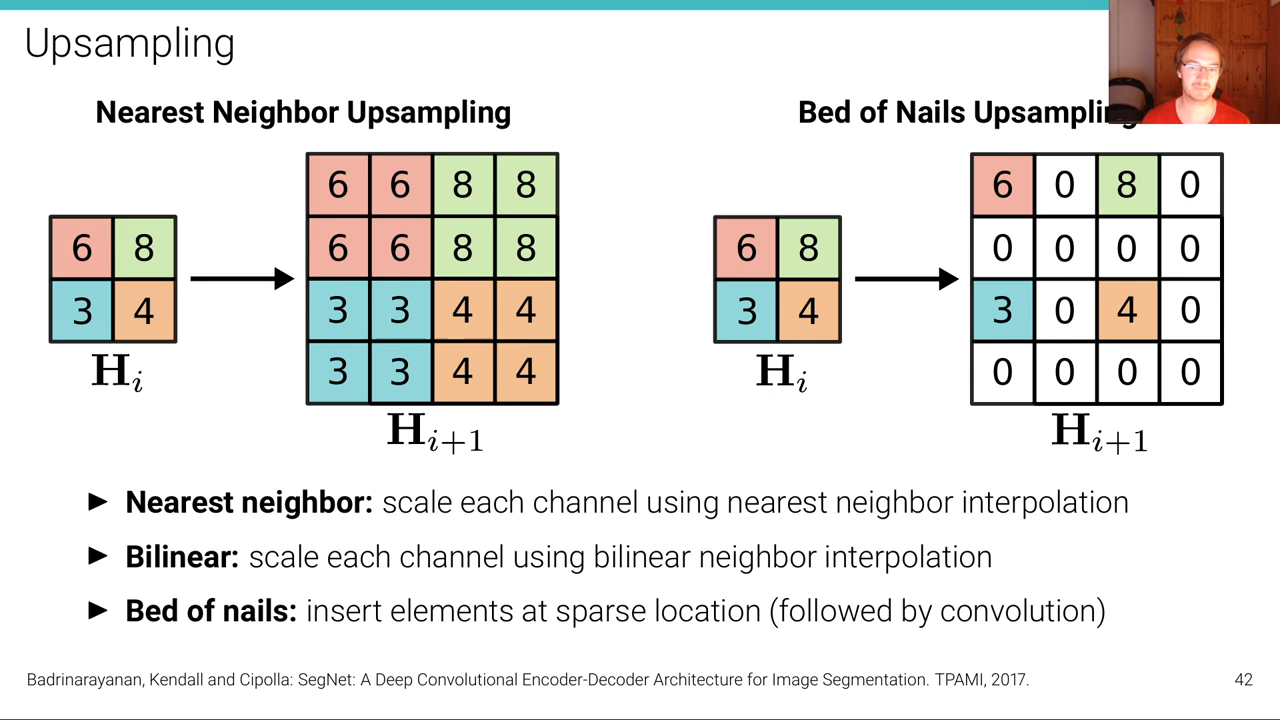 Upsampling
Nearest Neighbor Upsampling
Bed of Nails Upsampling
6 6 8 8
6 8
6 6 8 8
3 4
3 3 4 4
3 3 4 4
H_i
H_{i+1}
6 0 8 0
6 8
0 0 0 0
3 4
3 0 4 0
0 0 0 0
H_i
H_{i+1}
► Nearest neighbor: scale each channel using nearest neighbor interpolation
► Bilinear: scale each channel using bilinear neighbor interpolation
► Bed of nails: insert elements at sparse location (followed by convolution)
Badrinarayanan, Kendall and Cipolla: SegNet: A Deep Convolutional Encoder-Decoder Architecture for Image Segmentation. TPAMI, 2017.
42